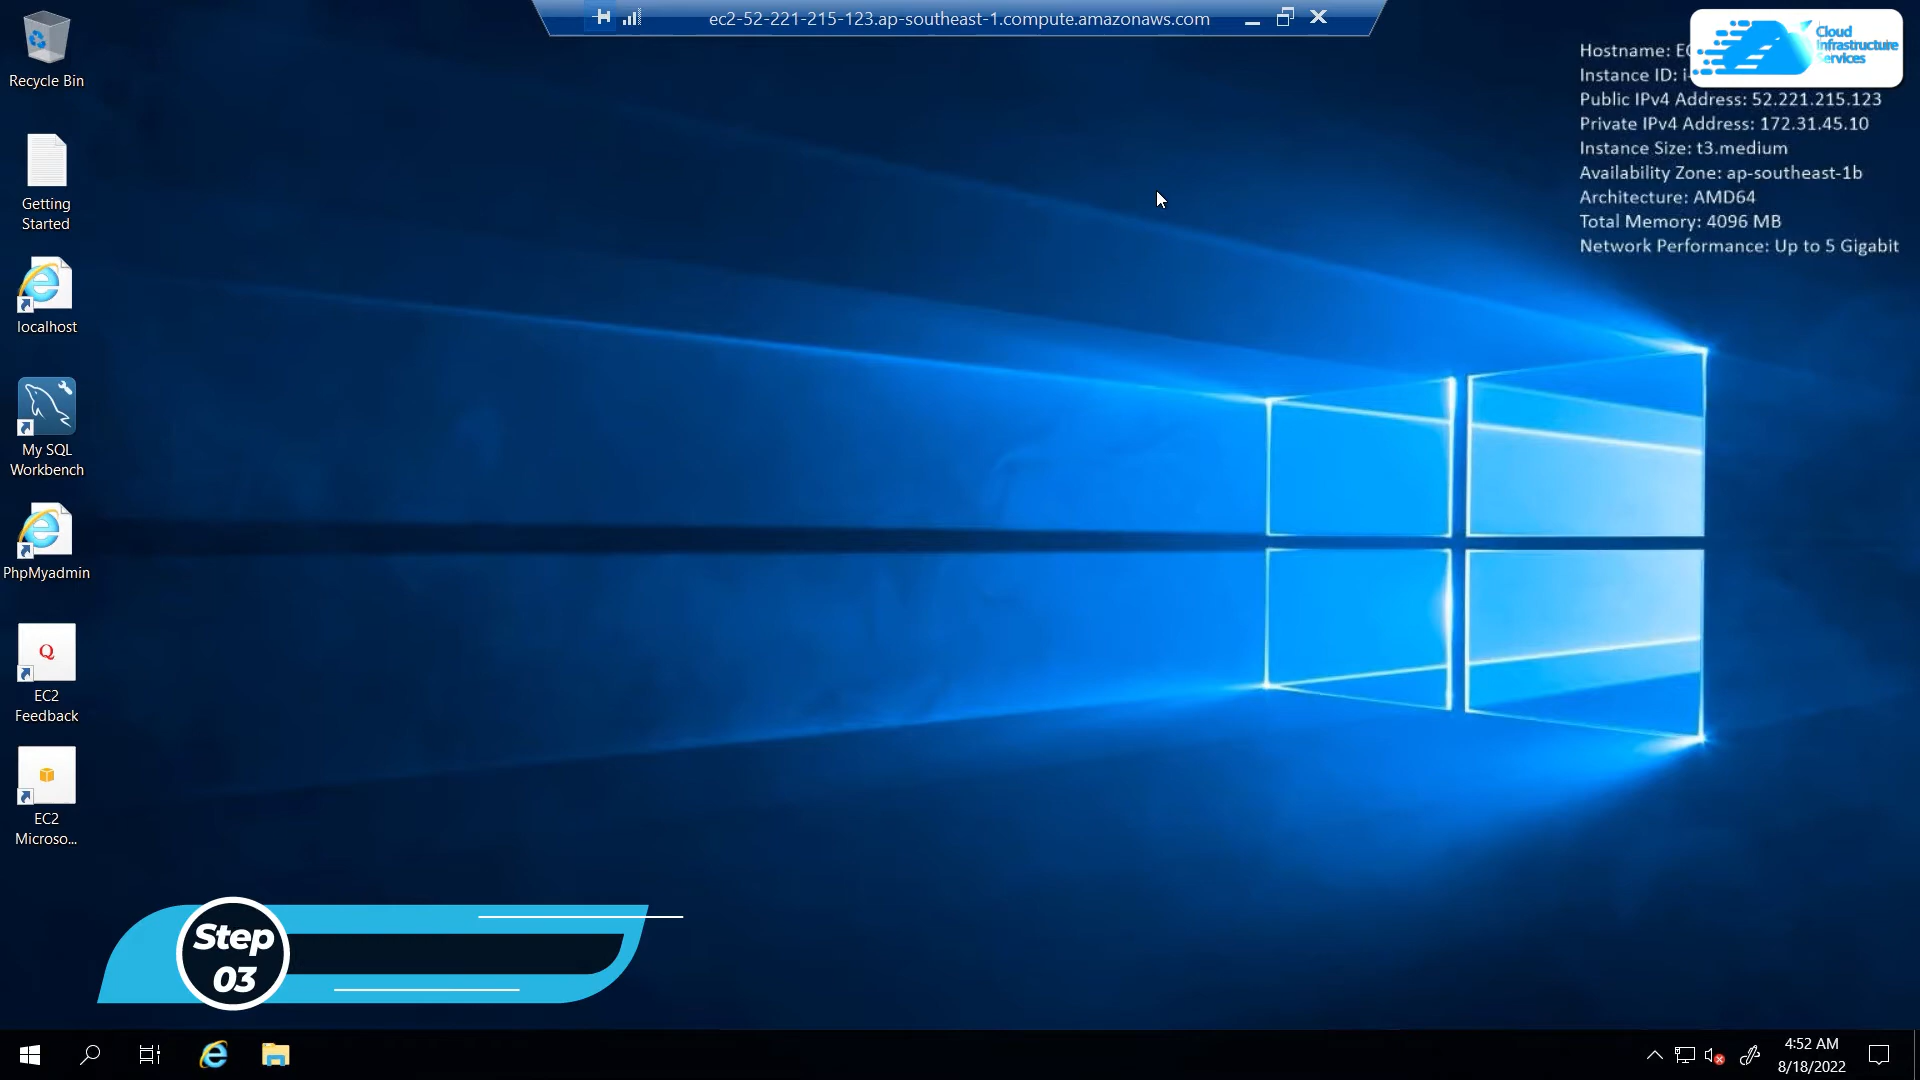 ec2-52-221-215-123.ap-southeast-1.compute.amazonaws.com
Cloud
Infrastructure
Services
Hostname: EC
Instance ID: i-
Public IPv4 Address: 52.221.215.123
Private IPv4 Address: 172.31.45.10
Instance Size: t3.medium
Availability Zone: ap-southeast-1b
Architecture: AMD64
Total Memory: 4096 MB
Network Performance: Up to 5 Gigabit
Recycle Bin
Getting
Started
localhost
My SQL
Workbench
PhpMyadmin
Q
EC2
Feedback
EC2
Microso...
Step
03
4:52 AM
8/18/2022